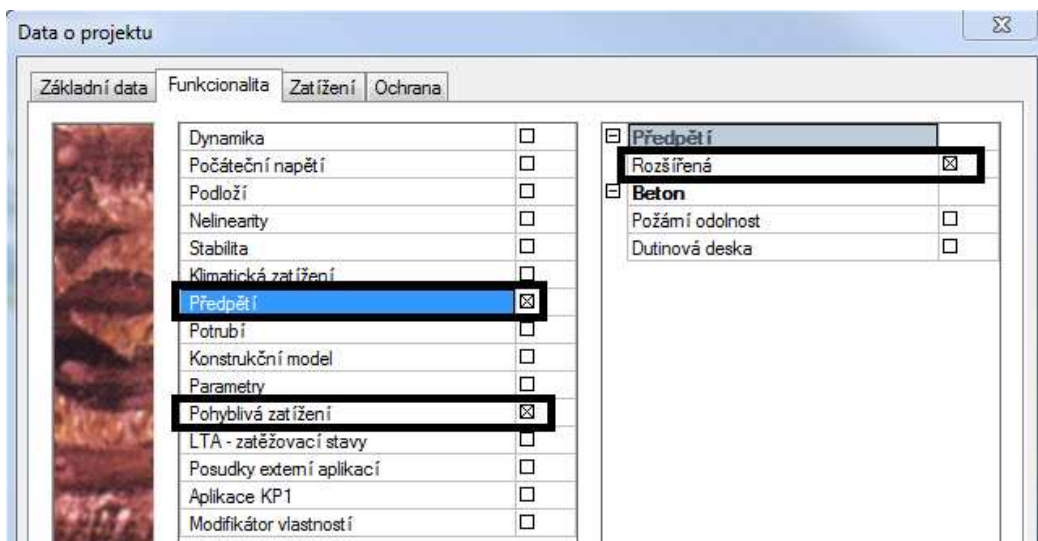 Data o projektu
Základní data Funkcionalita Zatížení Ochrana
Dynamika
Počáteční napětí
Podloží
Nelinearity
Stabilita
Klimatická zatížení
Předpětí
Potrubí
Konstrukční model
Parametry
Pohyblivá zatížení
LTA - zatěžovací stavy
Posudky externí aplikací
Aplikace KP1
Modifikátor vlastností
Předpětí
Rozšířená
Beton
Požární odolnost
Dutinová deska